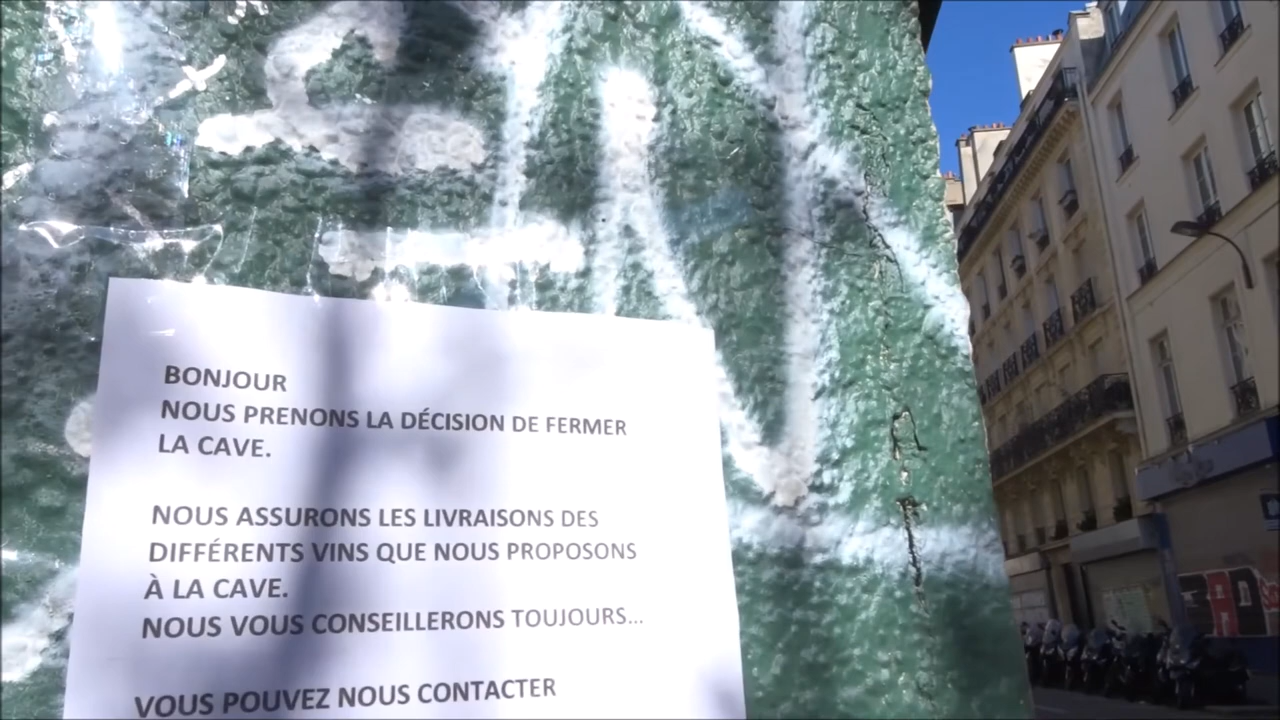 BONJOUR
NOUS PRENONS LA DÉCISION DE FERMER
LA CAVE.
NOUS ASSURONS LES LIVRAISONS DES
DIFFÉRENTS VINS QUE NOUS PROPOSONS
À LA CAVE.
NOUS VOUS CONSEILLERONS TOUJOURS...
VOUS POUVEZ NOUS CONTACTER